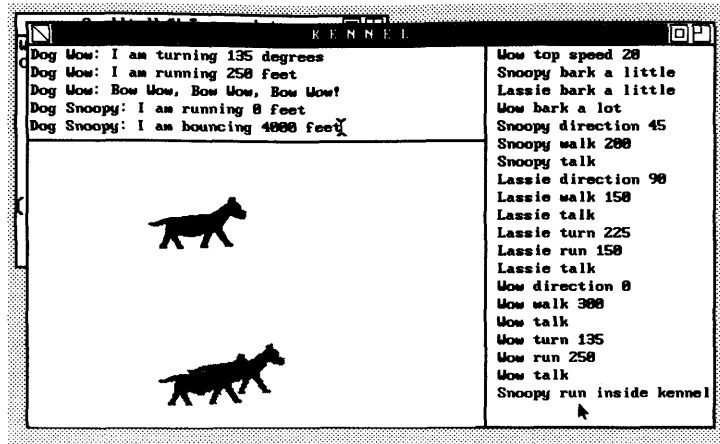 KENNEL
Dog Wow: I am turning 135 degrees
Dog Wow: I am running 250 feet
Dog Wow: Bow Wow, Bow Wow, Bow Wow!
Dog Snoopy: I am running 0 feet
Dog Snoopy: I am bouncing 4000 feet
Wow top speed 20
Snoopy bark a little
Lassie bark a little
Wow bark a lot
Snoopy direction 45
Snoopy walk 200
Snoopy talk
Lassie direction 90
Lassie walk 150
Lassie talk
Lassie turn 225
Lassie run 150
Lassie talk
Wow direction 0
Wow walk 300
Wow talk
Wow turn 135
Wow run 250
Wow talk
Snoopy run inside kennel